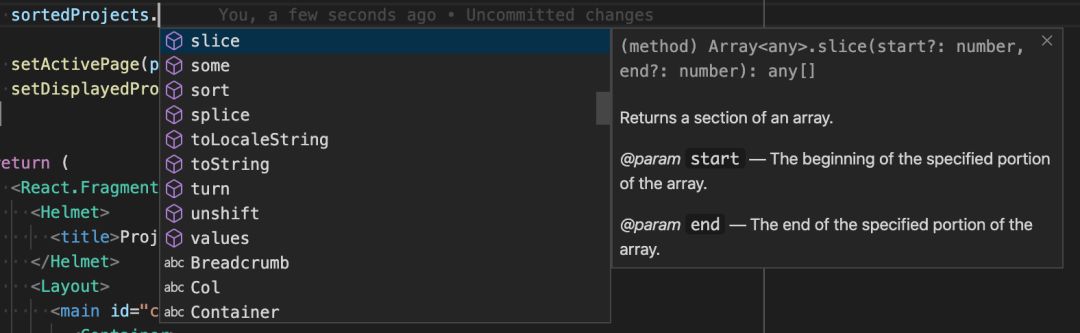 sortedProjects. You, a few seconds ago • Uncommitted changes
setActivePage(p
setDisplayedPro
eturn (
<React.Fragment
<Helmet>
<title>Proj
</Helmet>
<Layout>
<main id="c
<Container>
slice
some
sort
splice
toLocaleString
toString
turn
unshift
values
abc Breadcrumb
abc Col
abc Container
(method) Array<any>.slice(start?: number,
end?: number): any[]
Returns a section of an array.
@param start — The beginning of the specified portion
of the array.
@param end — The end of the specified portion of the
array.